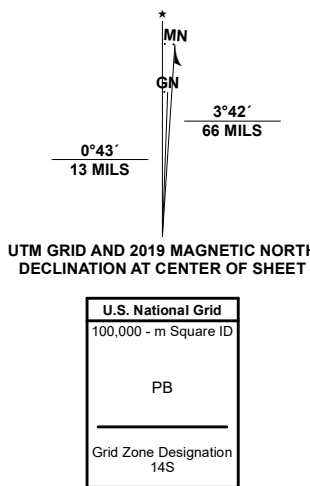 ★
MN
GN
3°42´
66 MILS
0°43´
13 MILS
UTM GRID AND 2019 MAGNETIC NORTH
DECLINATION AT CENTER OF SHEET
U.S. National Grid
100,000 - m Square ID
PB
Grid Zone Designation
14S